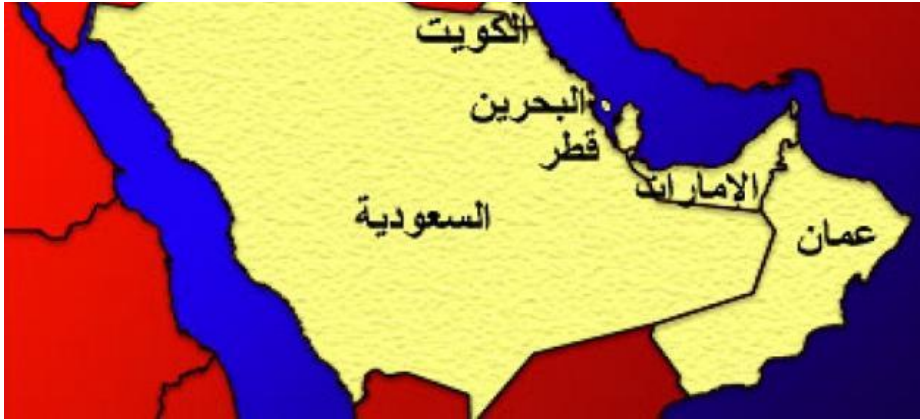 الكويت
البحرين
قطر
الامارات
السعودية
عمان